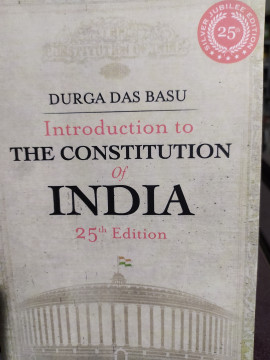 SILVER JUBILEE EDITION
25th
DURGA DAS BASU
Introduction to
THE CONSTITUTION
Of
INDIA
25th Edition